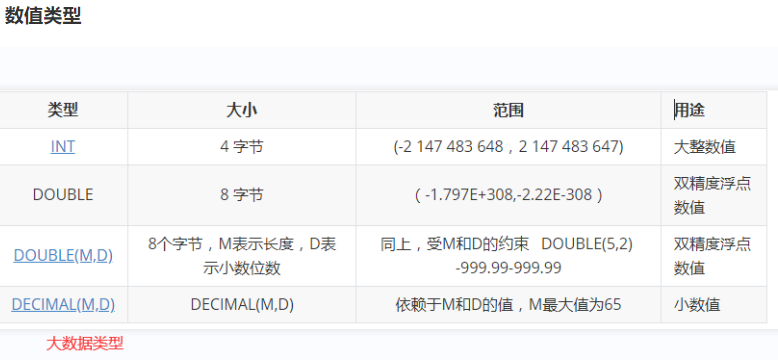 数值类型
类型 大小 范围 用途
INT 4 字节 (-2 147 483 648，2 147 483 647) 大整数值
DOUBLE 8 字节 （ -1.797E+308,-2.22E-308 ） 双精度浮点
数值
DOUBLE(M,D) 8个字节，M表示长度，D表
示小数位数 同上，受M和D的约束 DOUBLE(5,2)
-999.99-999.99 双精度浮点
数值
DECIMAL(M,D) DECIMAL(M,D) 依赖于M和D的值，M最大值为65 小数值
大数据类型